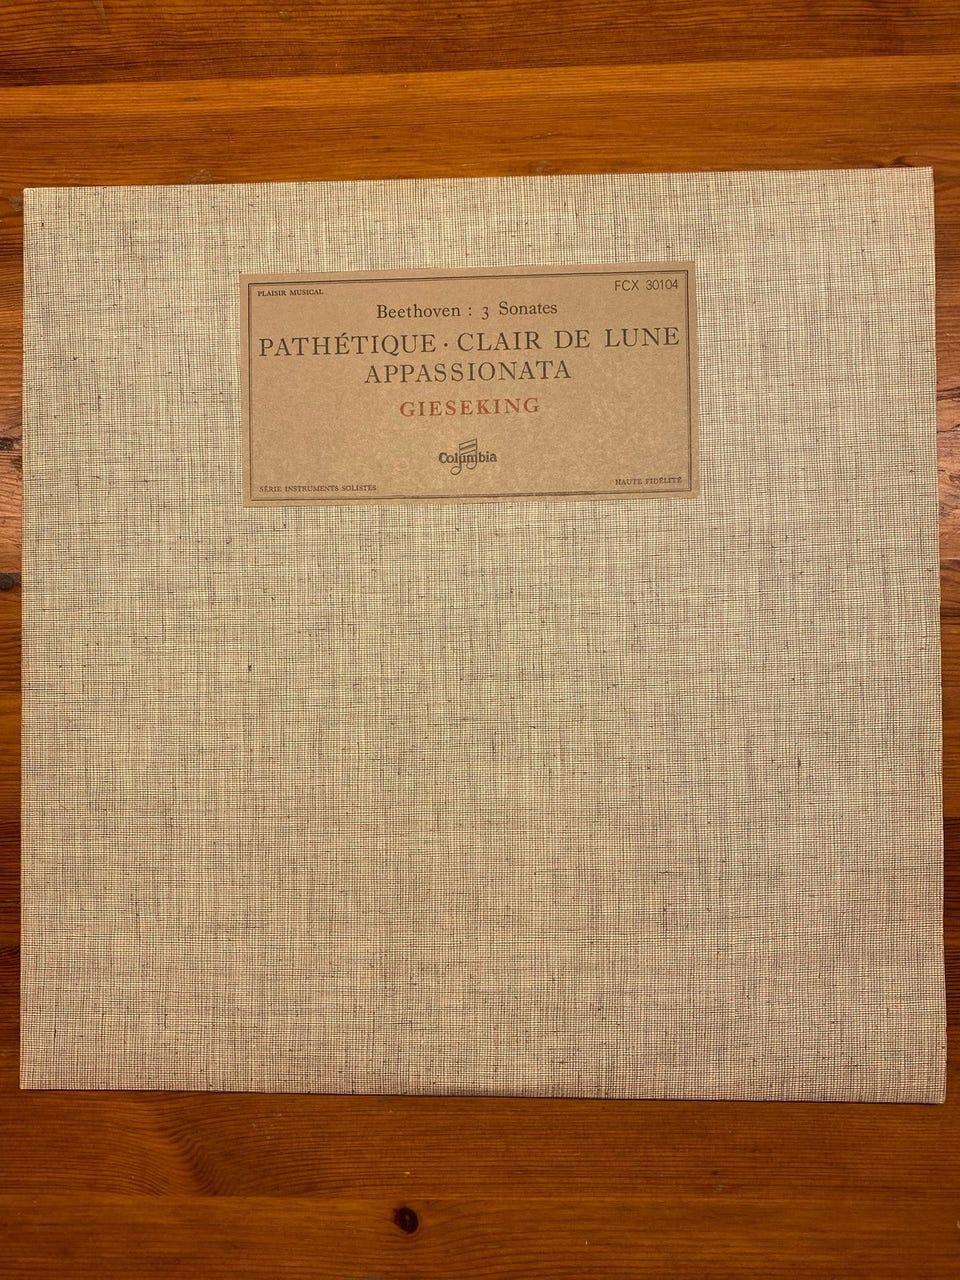 PLAISIR MUSICAL
FCX 30104
Beethoven : 3 Sonates
PATHÉTIQUE · CLAIR DE LUNE
APPASSIONATA
GIESEKING
Columbia
SÉRIE INSTRUMENTS SOLISTES
HAUTE FIDÉLITÉ